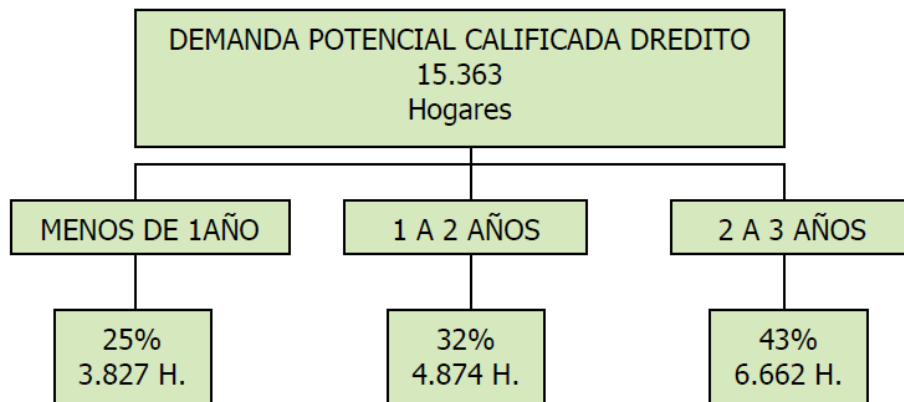 DEMANDA POTENCIAL CALIFICADA DREDITO
15.363
Hogares
MENOS DE 1AÑO
1 A 2 AÑOS
2 A 3 AÑOS
25%
3.827 H.
32%
4.874 H.
43%
6.662 H.